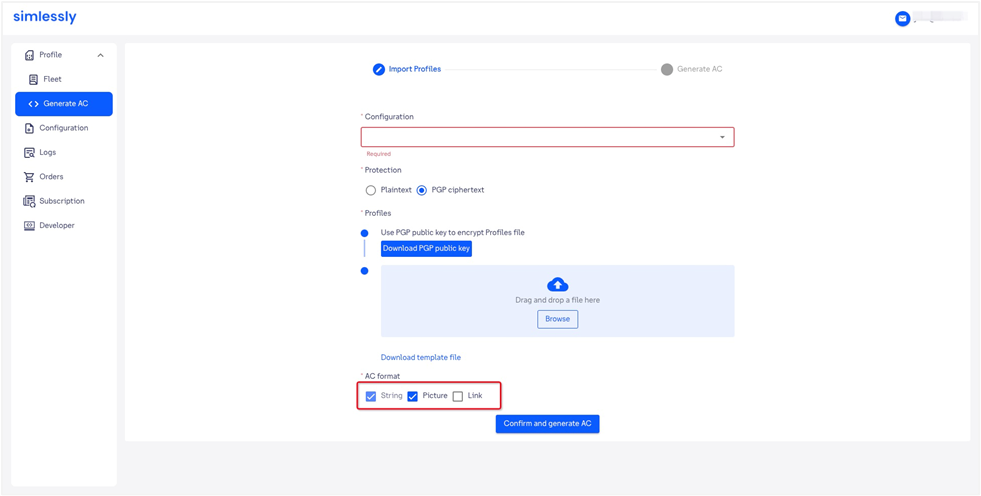 simlessly
Profile
Fleet
Generate AC
Configuration
Logs
Orders
Subscription
Developer
Import Profiles
Generate AC
* Configuration
Required
* Protection
Plaintext
PGP ciphertext
* Profiles
Use PGP public key to encrypt Profiles file
Download PGP public key
Drag and drop a file here
Browse
Download template file
* AC format
String
Picture
Link
Confirm and generate AC